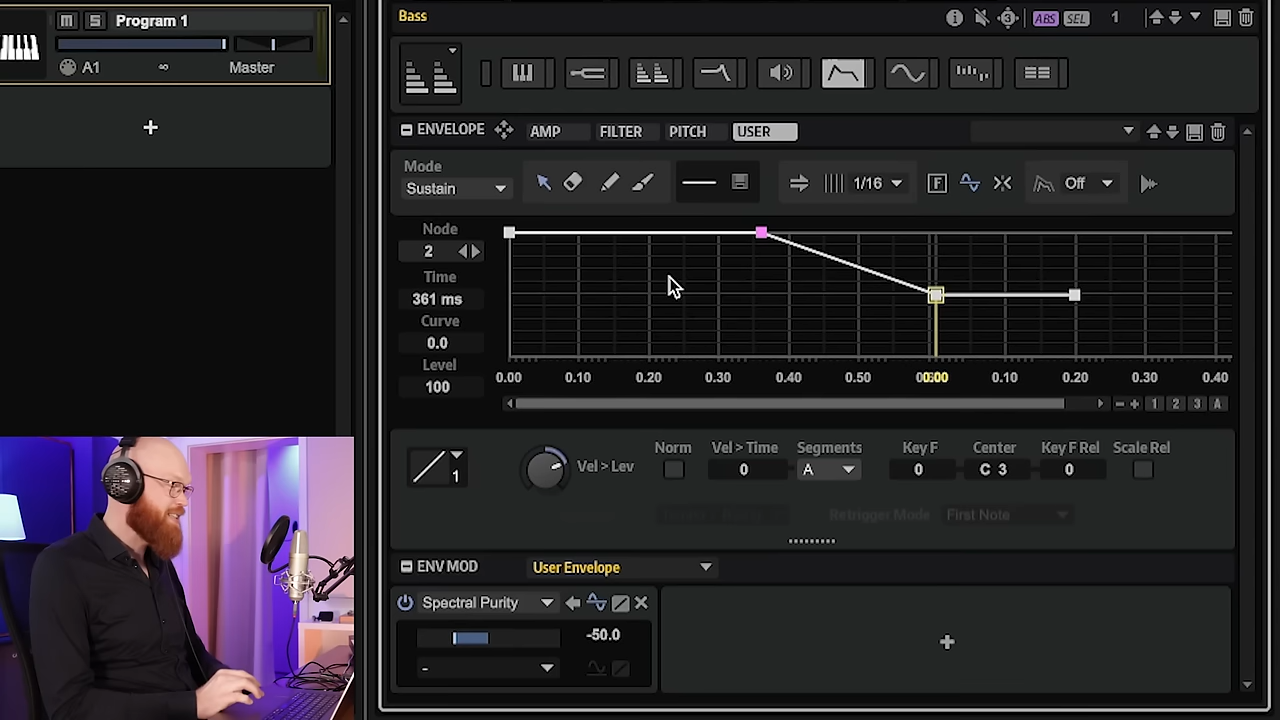 M S Program 1
A1 ∞ Master
+
Bass
ABS SEL 1
ENVELOPE AMP FILTER PITCH USER
Mode
Sustain
1/16 F Off
Node
2
Time
361 ms
Curve
0.0
Level
100
0.00 0.10 0.20 0.30 0.40 0.50 0.00 0.10 0.20 0.30 0.40
- + 1 2 3 A
1
Vel > Lev
Norm Vel > Time Segments Key F Center Key F Rel Scale Rel
0 A 0 C 3 0
Retrigger Mode First Note
ENV MOD User Envelope
Spectral Purity
-50.0
-
+